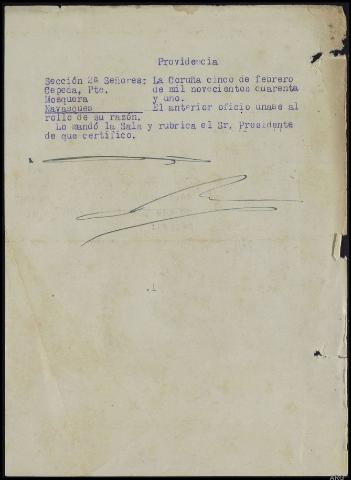 Providencia
Sección 2ª Señores: La Coruña cinco de febrero
Cepeda, Pte. de mil novecientos cuarenta
Mosquera y uno.
Navasques El anterior oficio unase al
rollo de su razón.
Lo mandó la Sala y rubrica el Sr. Presidente
de que certifico.